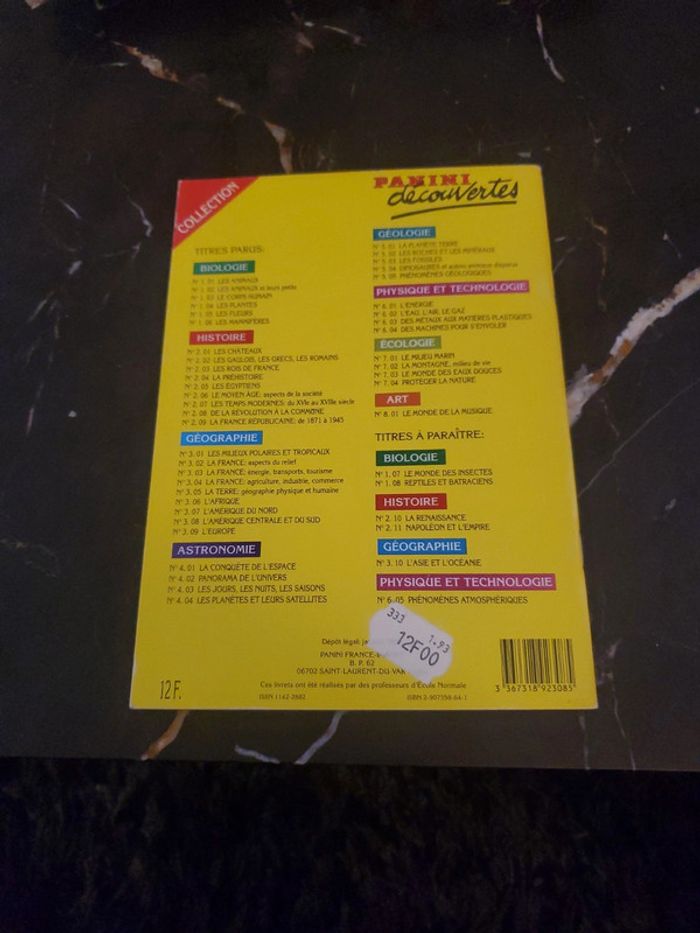 COLLECTION
PANINI
découvertes
TITRES PARUS:
BIOLOGIE
N° 1. 01 LES ANIMAUX
N° 1. 02 LES ANIMAUX et leurs petits
N° 1. 03 LE CORPS HUMAIN
N° 1. 04 LES PLANTES
N° 1. 05 LES FLEURS
N° 1. 06 LES MAMMIFÈRES
HISTOIRE
N° 2. 01 LES CHÂTEAUX
N° 2. 02 LES GAULOIS, LES GRECS, LES ROMAINS
N° 2. 03 LES ROIS DE FRANCE
N° 2. 04 LA PRÉHISTOIRE
N° 2. 05 LES ÉGYPTIENS
N° 2. 06 LE MOYEN ÂGE: aspects de la société
N° 2. 07 LES TEMPS MODERNES: du XVIe au XVIIIe siècle
N° 2. 08 DE LA RÉVOLUTION À LA COMMUNE
N° 2. 09 LA FRANCE RÉPUBLICAINE: de 1871 à 1945
GÉOGRAPHIE
N° 3. 01 LES MILIEUX POLAIRES ET TROPICAUX
N° 3. 02 LA FRANCE: aspects du relief
N° 3. 03 LA FRANCE: énergie, transports, tourisme
N° 3. 04 LA FRANCE: agriculture, industrie, commerce
N° 3. 05 LA TERRE: géographie physique et humaine
N° 3. 06 L'AFRIQUE
N° 3. 07 L'AMÉRIQUE DU NORD
N° 3. 08 L'AMÉRIQUE CENTRALE ET DU SUD
N° 3. 09 L'EUROPE
ASTRONOMIE
N° 4. 01 LA CONQUÊTE DE L'ESPACE
N° 4. 02 PANORAMA DE L'UNIVERS
N° 4. 03 LES JOURS, LES NUITS, LES SAISONS
N° 4. 04 LES PLANÈTES ET LEURS SATELLITES
GÉOLOGIE
N° 5. 01 LA PLANÈTE TERRE
N° 5. 02 LES ROCHES ET LES MINÉRAUX
N° 5. 03 LES FOSSILES
N° 5. 04 DINOSAURES et autres animaux disparus
N° 5. 05 PHÉNOMÈNES GÉOLOGIQUES
PHYSIQUE ET TECHNOLOGIE
N° 6. 01 L'ÉNERGIE
N° 6. 02 L'EAU, L'AIR, LE GAZ
N° 6. 03 DES MÉTAUX AUX MATIÈRES PLASTIQUES
N° 6. 04 DES MACHINES POUR S'ENVOLER
ÉCOLOGIE
N° 7. 01 LE MILIEU MARIN
N° 7. 02 LA MONTAGNE, milieu de vie
N° 7. 03 LE MONDE DES EAUX DOUCES
N° 7. 04 PROTÉGER LA NATURE
ART
N° 8. 01 LE MONDE DE LA MUSIQUE
TITRES À PARAÎTRE:
BIOLOGIE
N° 1. 07 LE MONDE DES INSECTES
N° 1. 08 REPTILES ET BATRACIENS
HISTOIRE
N° 2. 10 LA RENAISSANCE
N° 2. 11 NAPOLÉON ET L'EMPIRE
GÉOGRAPHIE
N° 3. 10 L'ASIE ET L'OCÉANIE
PHYSIQUE ET TECHNOLOGIE
N° 6. 05 PHÉNOMÈNES ATMOSPHÉRIQUES
333 1.93
12F00
Dépôt légal:
PANINI FRANCE
B. P. 62
06702 SAINT-LAURENT-DU-VAR
Ces livrets ont été réalisés par des professeurs d'École Normale
ISSN 1142-2882
ISBN 2-907358-64-1
12 F.
3 367318 923085